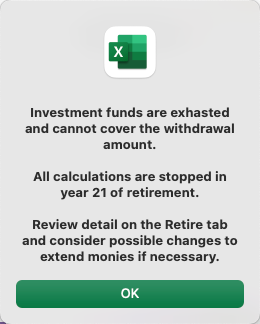 X
Investment funds are exhasted
and cannot cover the withdrawal
amount.
All calculations are stopped in
year 21 of retirement.
Review detail on the Retire tab
and consider possible changes to
extend monies if necessary.
OK